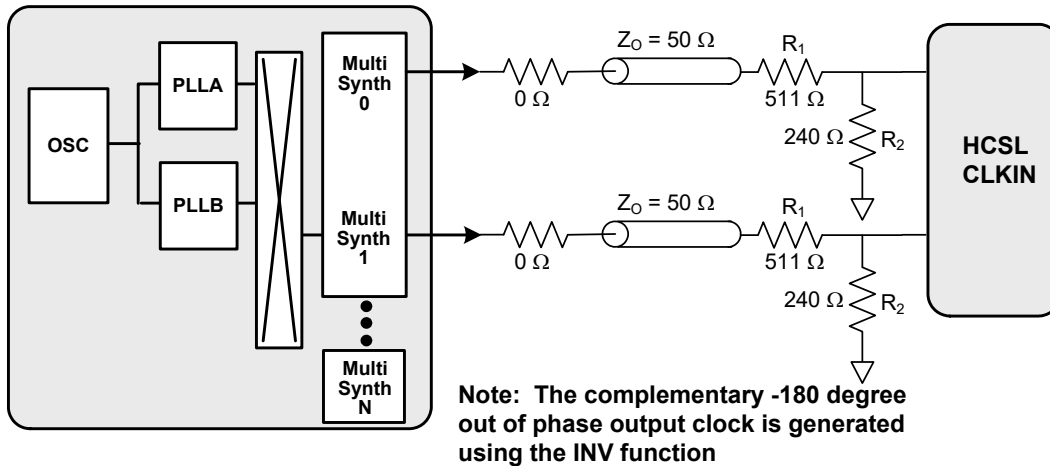 OSC
PLLA
PLLB
Multi
Synth
0
Multi
Synth
1
Multi
Synth
N
0 Ω
Z_O = 50 Ω
R₁
511 Ω
240 Ω
R₂
0 Ω
Z_O = 50 Ω
R₁
511 Ω
240 Ω
R₂
HCSL
CLKIN
Note: The complementary -180 degree
out of phase output clock is generated
using the INV function